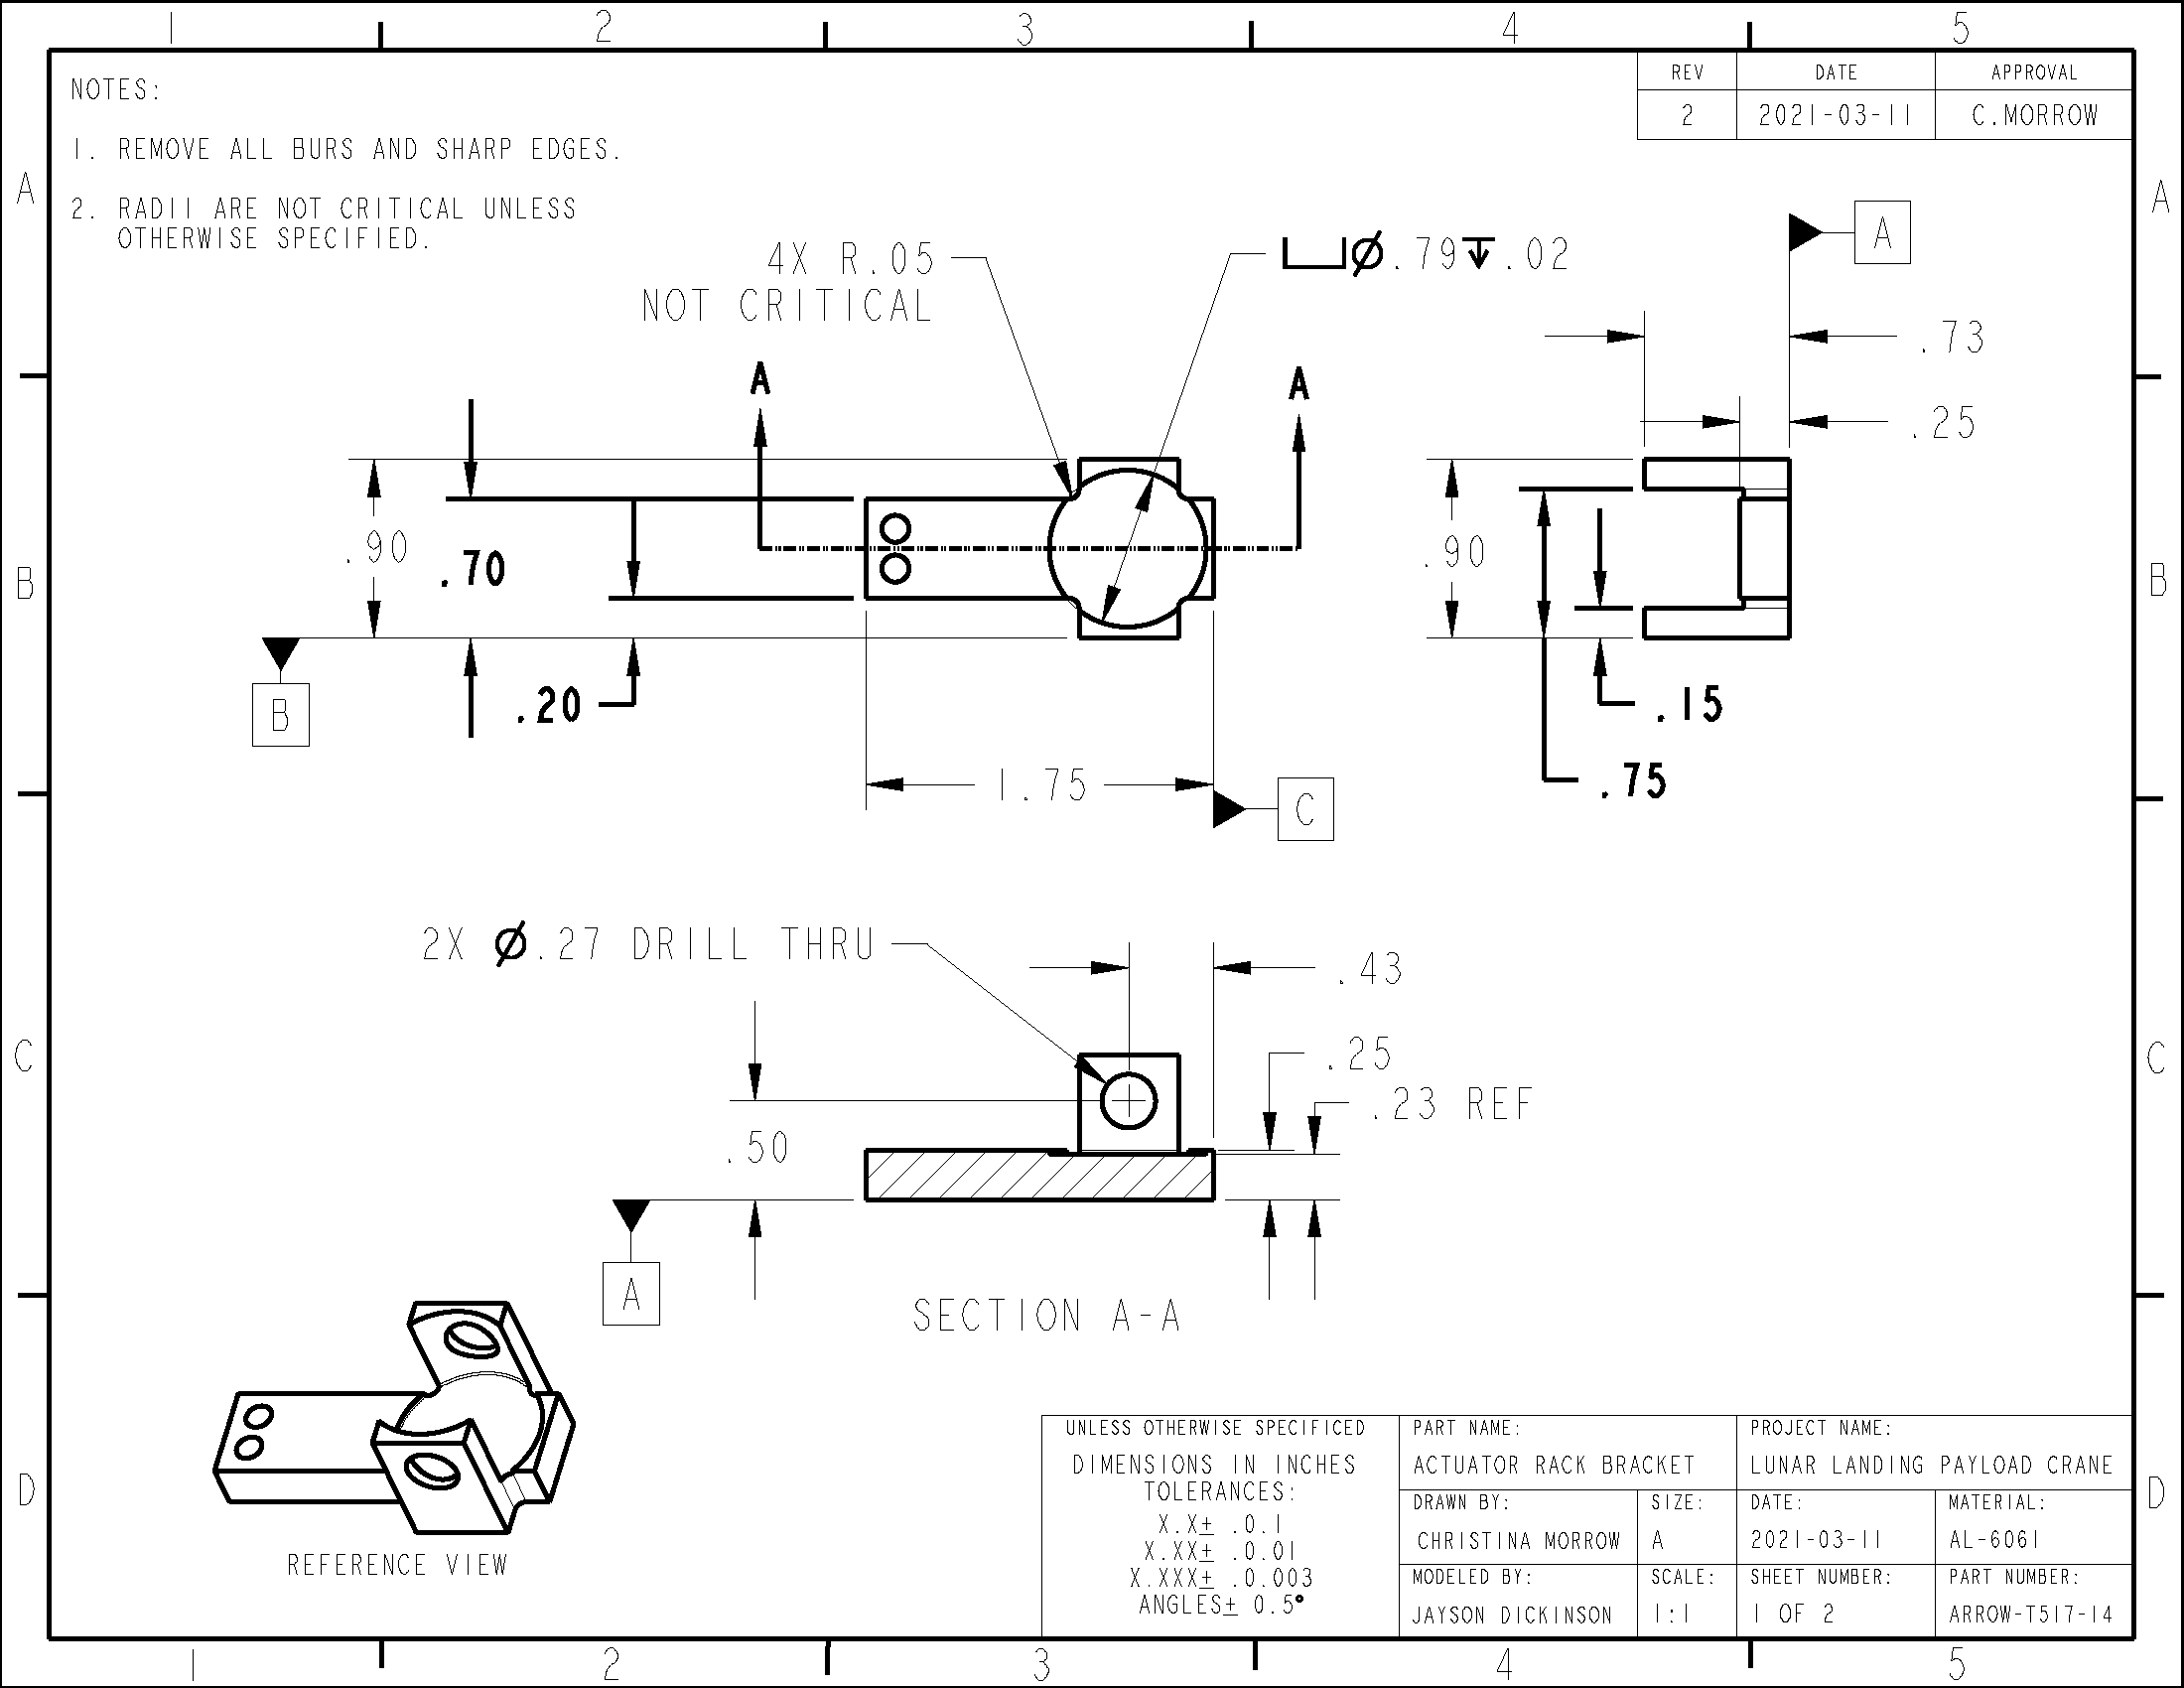 1 2 3 4 5
REV DATE APPROVAL
2 2021-03-11 C.MORROW
NOTES:
1. REMOVE ALL BURS AND SHARP EDGES.
2. RADII ARE NOT CRITICAL UNLESS
OTHERWISE SPECIFIED.
A A
4X R.05
NOT CRITICAL
⌴⌀.79↧.02
A
.73
.25
A A
.90
.70
.20
B
.90
.15
.75
B B
1.75
C
2X ⌀.27 DRILL THRU
.43
.25
.23 REF
.50
A
SECTION A-A
C C
REFERENCE VIEW
D D
UNLESS OTHERWISE SPECIFICED
DIMENSIONS IN INCHES
TOLERANCES:
X.X± .0.1
X.XX± .0.01
X.XXX± .0.003
ANGLES± 0.5°
PART NAME:
ACTUATOR RACK BRACKET
PROJECT NAME:
LUNAR LANDING PAYLOAD CRANE
DRAWN BY:
CHRISTINA MORROW
SIZE:
A
DATE:
2021-03-11
MATERIAL:
AL-6061
MODELED BY:
JAYSON DICKINSON
SCALE:
1:1
SHEET NUMBER:
1 OF 2
PART NUMBER:
ARROW-T517-14
1 2 3 4 5